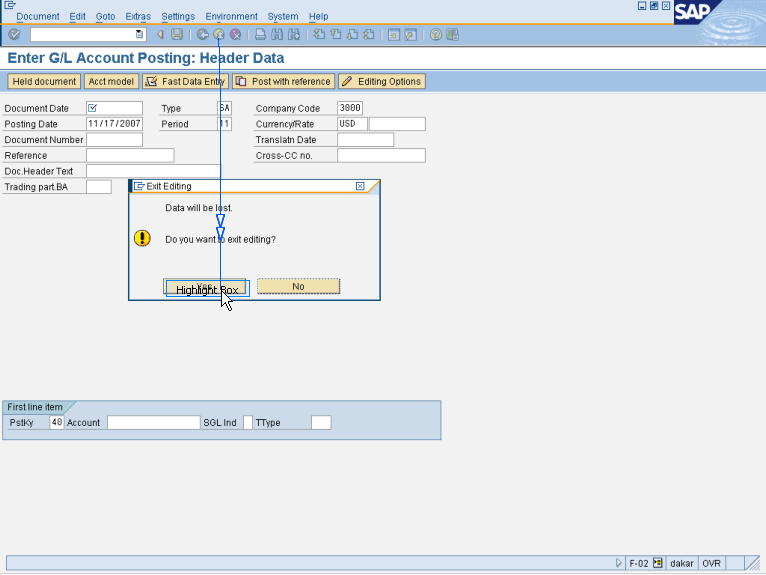 Document Edit Goto Extras Settings Environment System Help
SAP
Enter G/L Account Posting: Header Data
Held document Acct model Fast Data Entry Post with reference Editing Options
Document Date Type SA Company Code 3000
Posting Date 11/17/2007 Period 11 Currency/Rate USD
Document Number Translatn Date
Reference Cross-CC no.
Doc.Header Text
Trading part.BA
Exit Editing
Data will be lost.
Do you want to exit editing?
Yes No
Highlight Box
First line item
PstKy 40 Account SGL Ind TType
F-02 dakar OVR